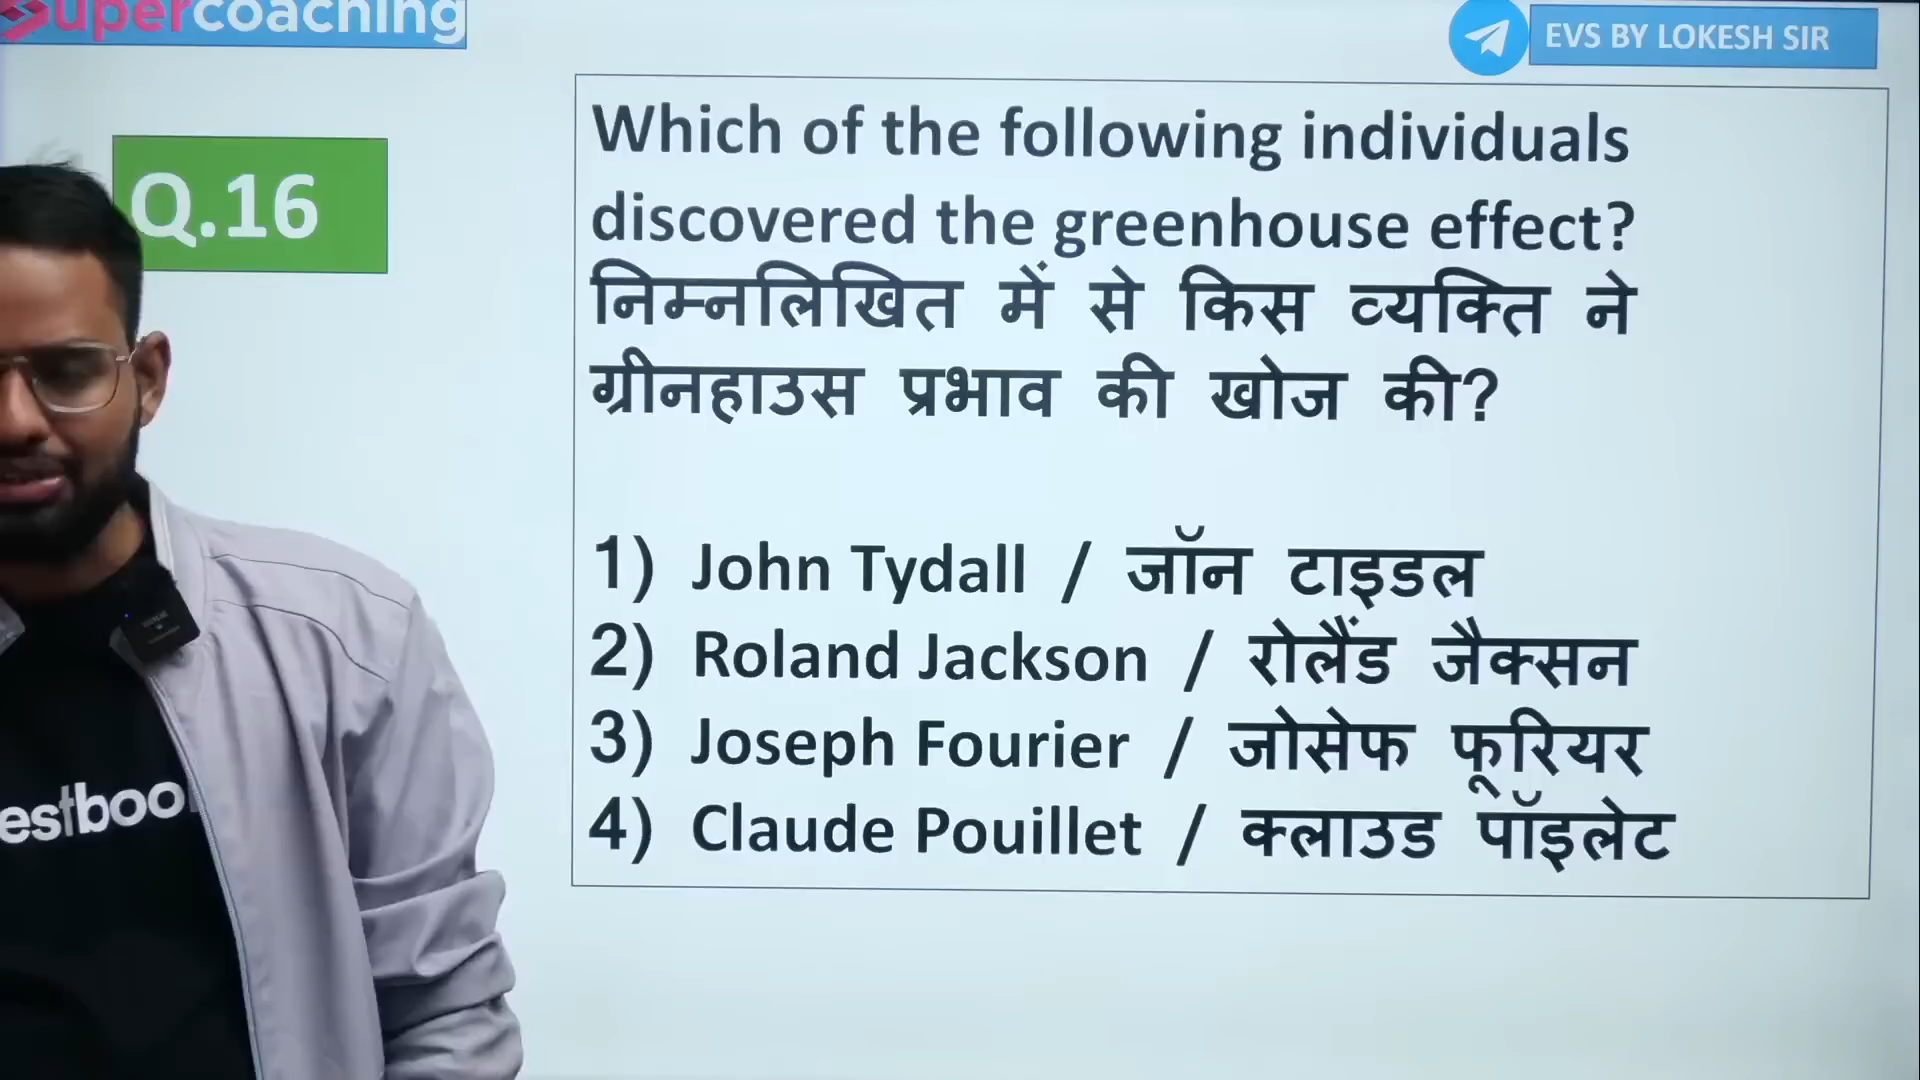 Supercoaching
EVS BY LOKESH SIR
Q.16
Which of the following individuals
discovered the greenhouse effect?
निम्नलिखित में से किस व्यक्ति ने
ग्रीनहाउस प्रभाव की खोज की?
1) John Tydall / जॉन टाइडल
2) Roland Jackson / रोलैंड जैक्सन
3) Joseph Fourier / जोसेफ फूरियर
4) Claude Pouillet / क्लाउड पॉइलेट
estboo